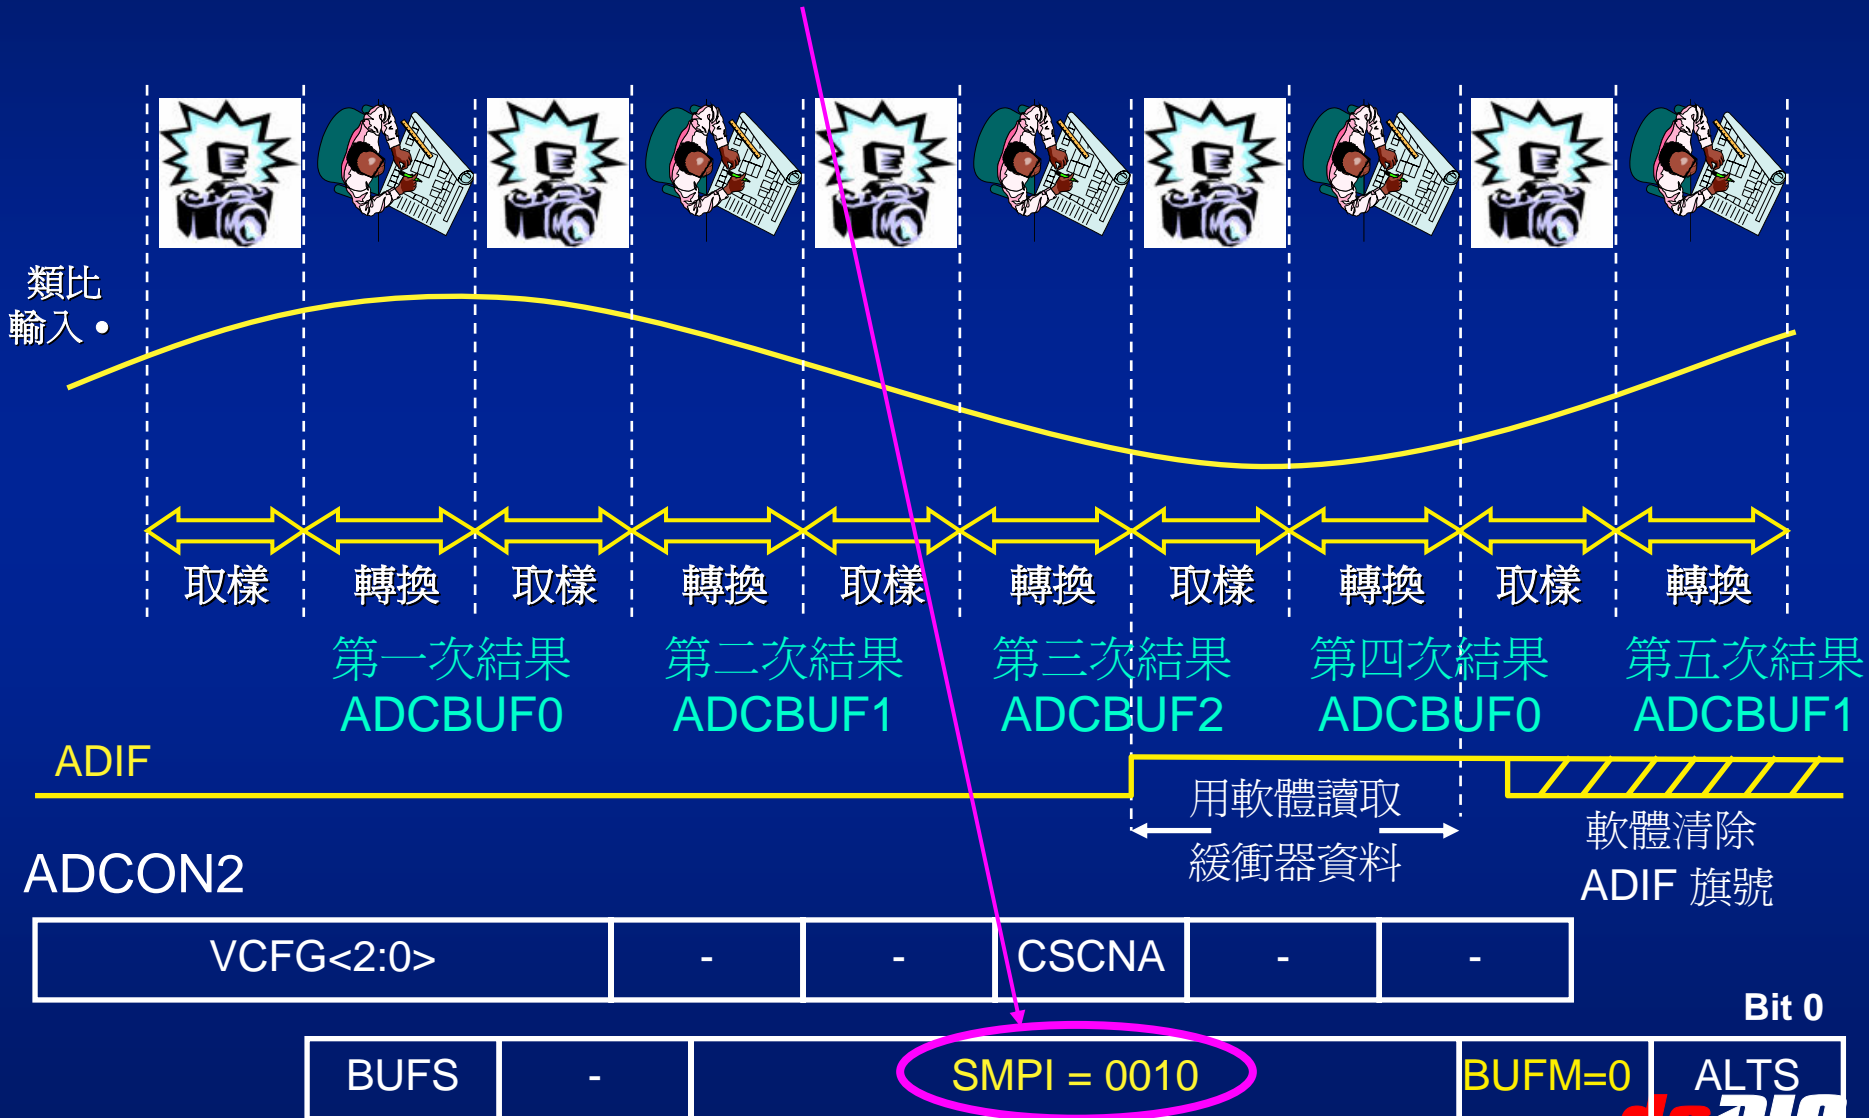 類比
輸入 •
取樣 轉換 取樣 轉換 取樣 轉換 取樣 轉換 取樣 轉換
第一次結果 第二次結果 第三次結果 第四次結果 第五次結果
ADCBUF0 ADCBUF1 ADCBUF2 ADCBUF0 ADCBUF1
ADIF
用軟體讀取
緩衝器資料
軟體清除
ADIF 旗號
ADCON2
VCFG<2:0> - - CSCNA - -
Bit 0
BUFS - SMPI = 0010 BUFM=0 ALTS